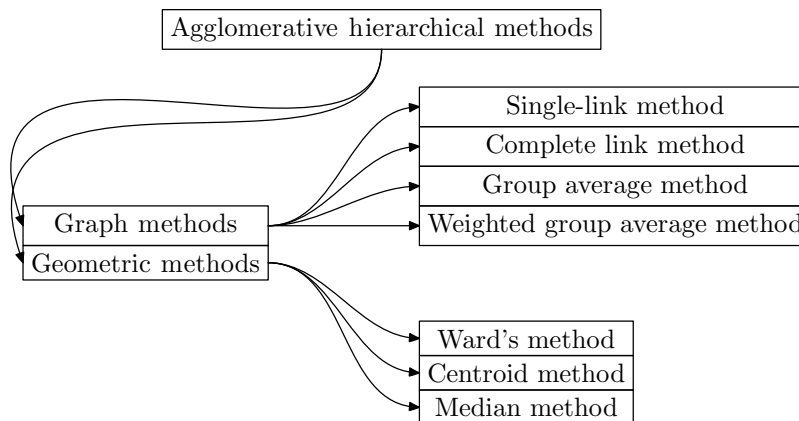 Agglomerative hierarchical methods
Single-link method
Complete link method
Group average method
Weighted group average method
Graph methods
Geometric methods
Ward's method
Centroid method
Median method